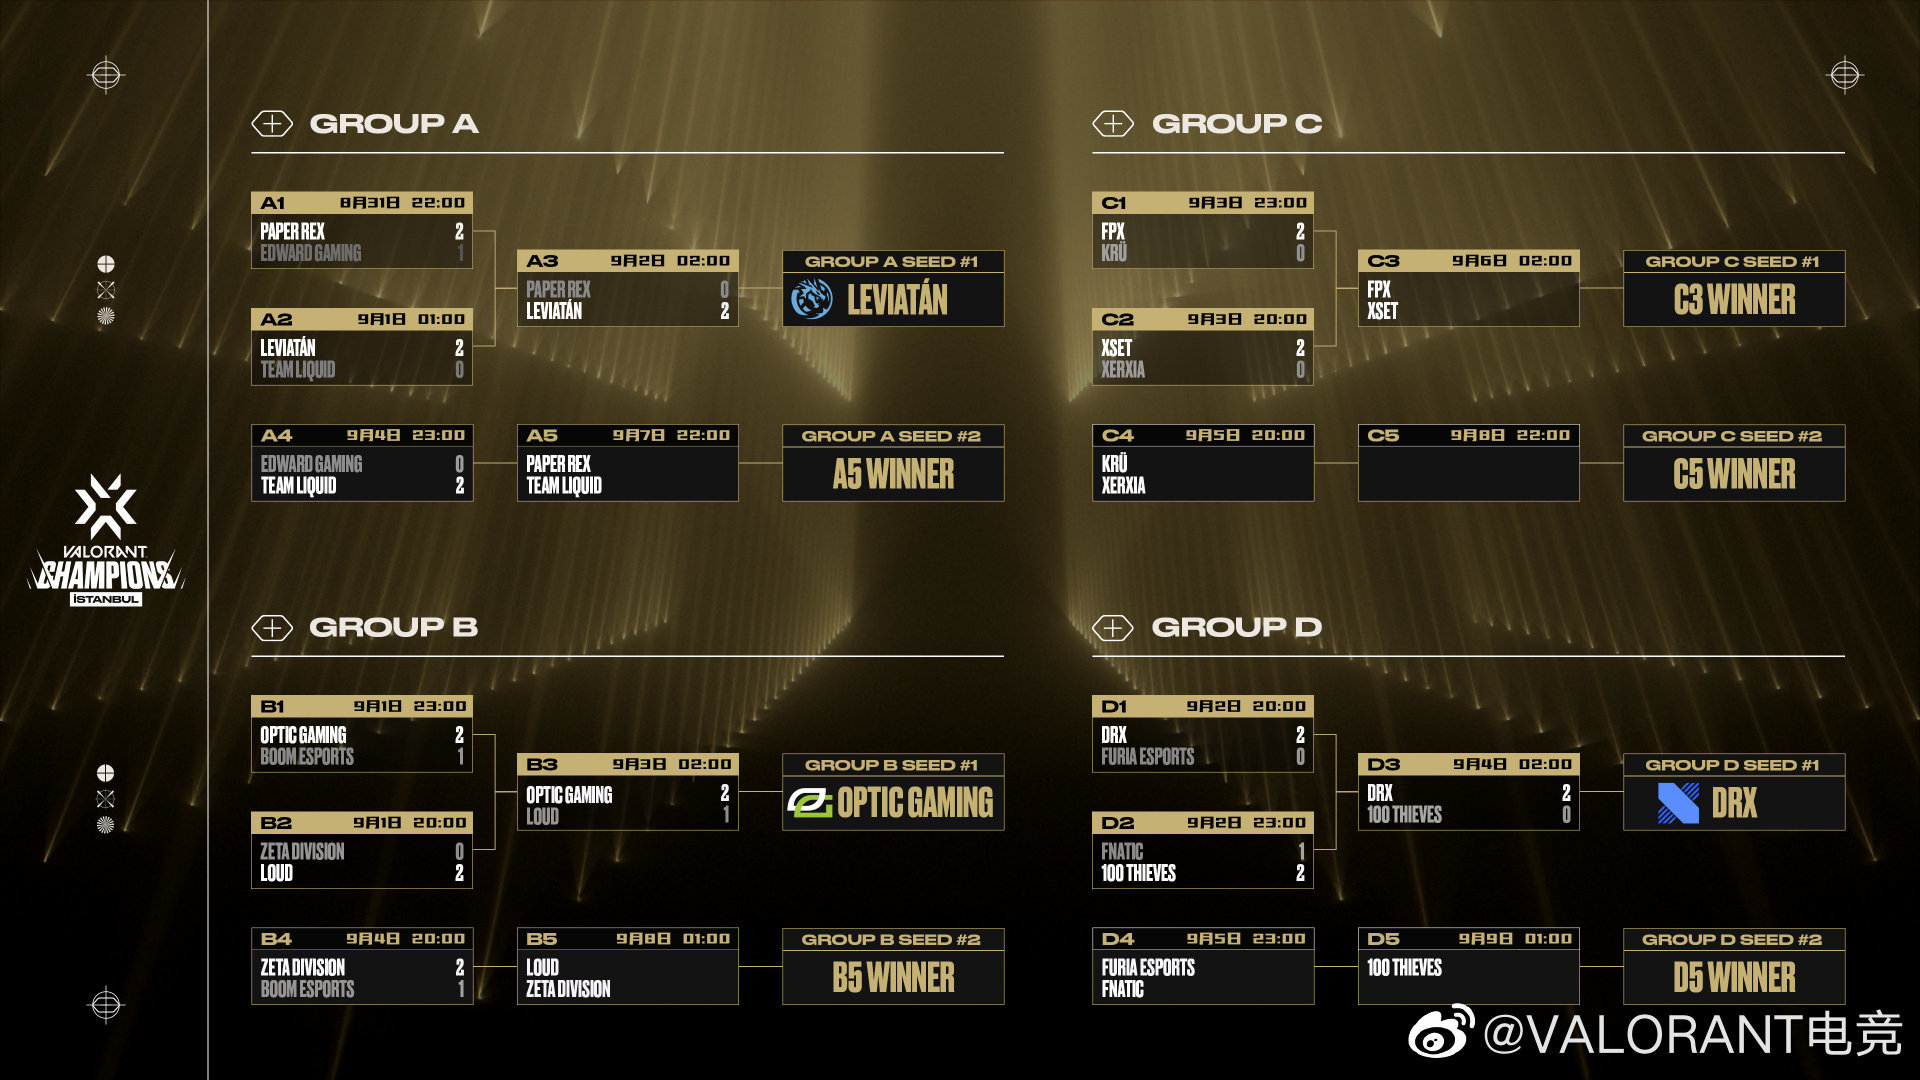 GROUP A
A1 8月31日 22:00
PAPER REX 2
EDWARD GAMING 1
A2 9月1日 01:00
LEVIATÁN 2
TEAM LIQUID 0
A3 9月2日 02:00
PAPER REX 0
LEVIATÁN 2
GROUP A SEED #1
LEVIATÁN
A4 9月4日 23:00
EDWARD GAMING 0
TEAM LIQUID 2
A5 9月7日 22:00
PAPER REX
TEAM LIQUID
GROUP A SEED #2
A5 WINNER
GROUP C
C1 9月3日 23:00
FPX 2
KRÜ 0
C2 9月3日 20:00
XSET 2
XERXIA 0
C3 9月6日 02:00
FPX
XSET
GROUP C SEED #1
C3 WINNER
C4 9月5日 20:00
KRÜ
XERXIA
C5 9月8日 22:00
GROUP C SEED #2
C5 WINNER
VALORANT
CHAMPIONS
İSTANBUL
GROUP B
B1 9月1日 23:00
OPTIC GAMING 2
BOOM ESPORTS 1
B2 9月1日 20:00
ZETA DIVISION 0
LOUD 2
B3 9月3日 02:00
OPTIC GAMING 2
LOUD 1
GROUP B SEED #1
OPTIC GAMING
B4 9月4日 20:00
ZETA DIVISION 2
BOOM ESPORTS 1
B5 9月8日 01:00
LOUD
ZETA DIVISION
GROUP B SEED #2
B5 WINNER
GROUP D
D1 9月2日 20:00
DRX 2
FURIA ESPORTS 0
D2 9月2日 23:00
FNATIC 1
100 THIEVES 2
D3 9月4日 02:00
DRX 2
100 THIEVES 0
GROUP D SEED #1
DRX
D4 9月5日 23:00
FURIA ESPORTS
FNATIC
D5 9月9日 01:00
100 THIEVES
GROUP D SEED #2
D5 WINNER
@VALORANT电竞